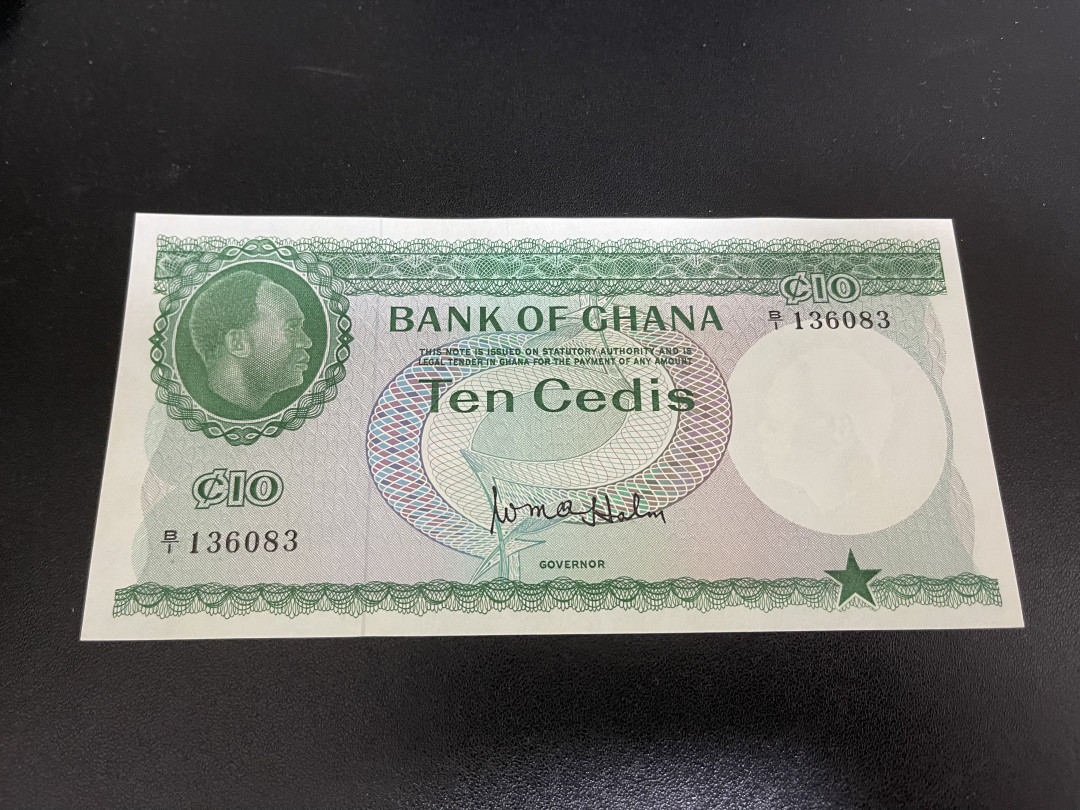 ₵10
BANK OF GHANA
B/1 136083
THIS NOTE IS ISSUED ON STATUTORY AUTHORITY AND IS
LEGAL TENDER IN GHANA FOR THE PAYMENT OF ANY AMOUNT
Ten Cedis
₵10
WMQHalm
B/1 136083
GOVERNOR